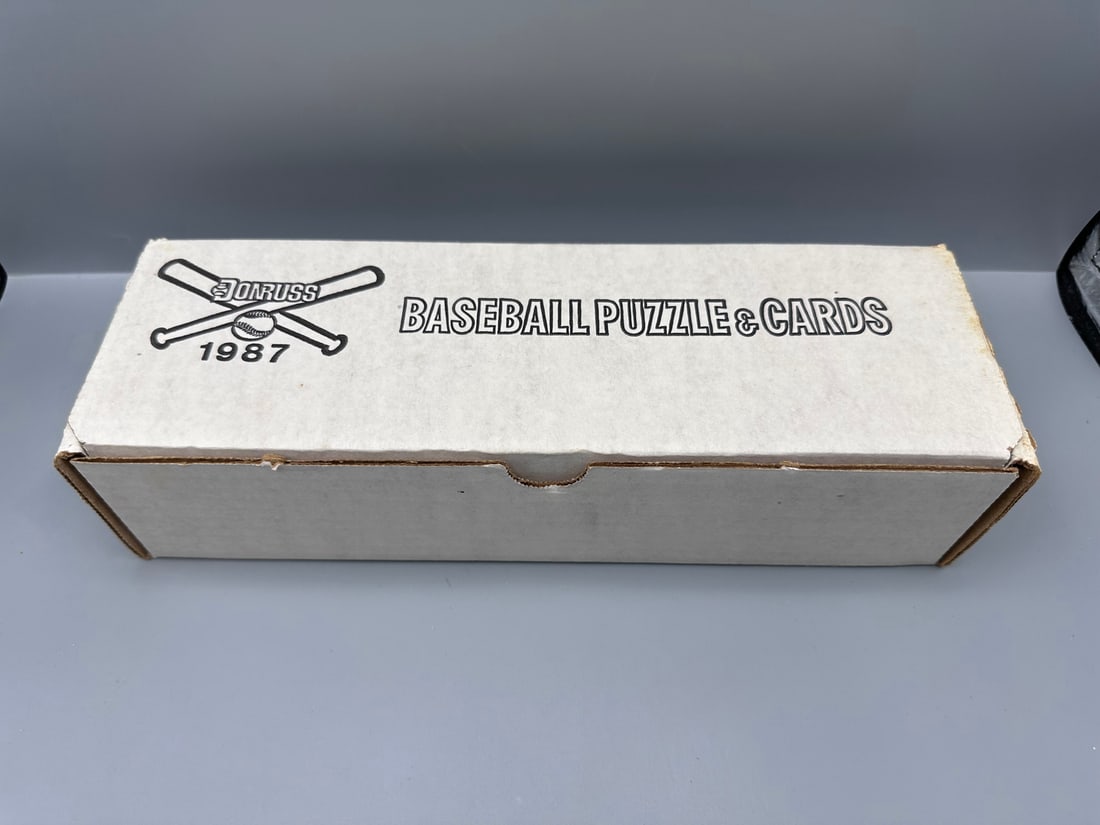 DONRUSS
1987
BASEBALL PUZZLE & CARDS